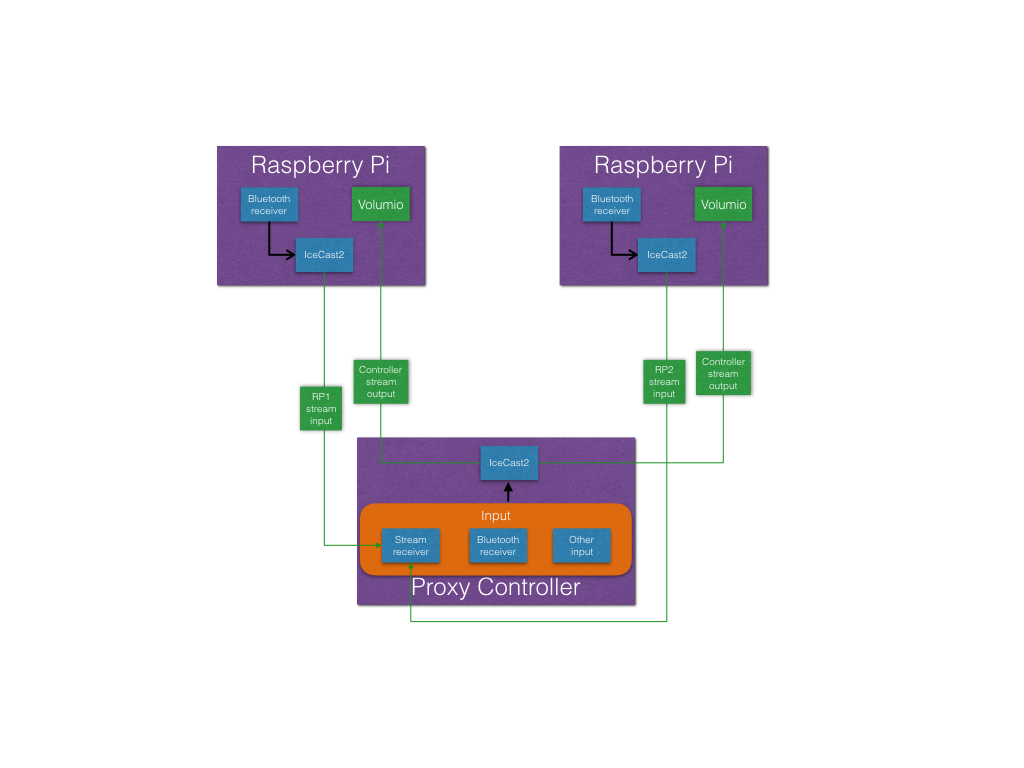 Raspberry Pi
Bluetooth
receiver
Volumio
IceCast2
Raspberry Pi
Bluetooth
receiver
Volumio
IceCast2
RP1
stream
input
Controller
stream
output
RP2
stream
input
Controller
stream
output
IceCast2
Input
Stream
receiver
Bluetooth
receiver
Other
input
Proxy Controller